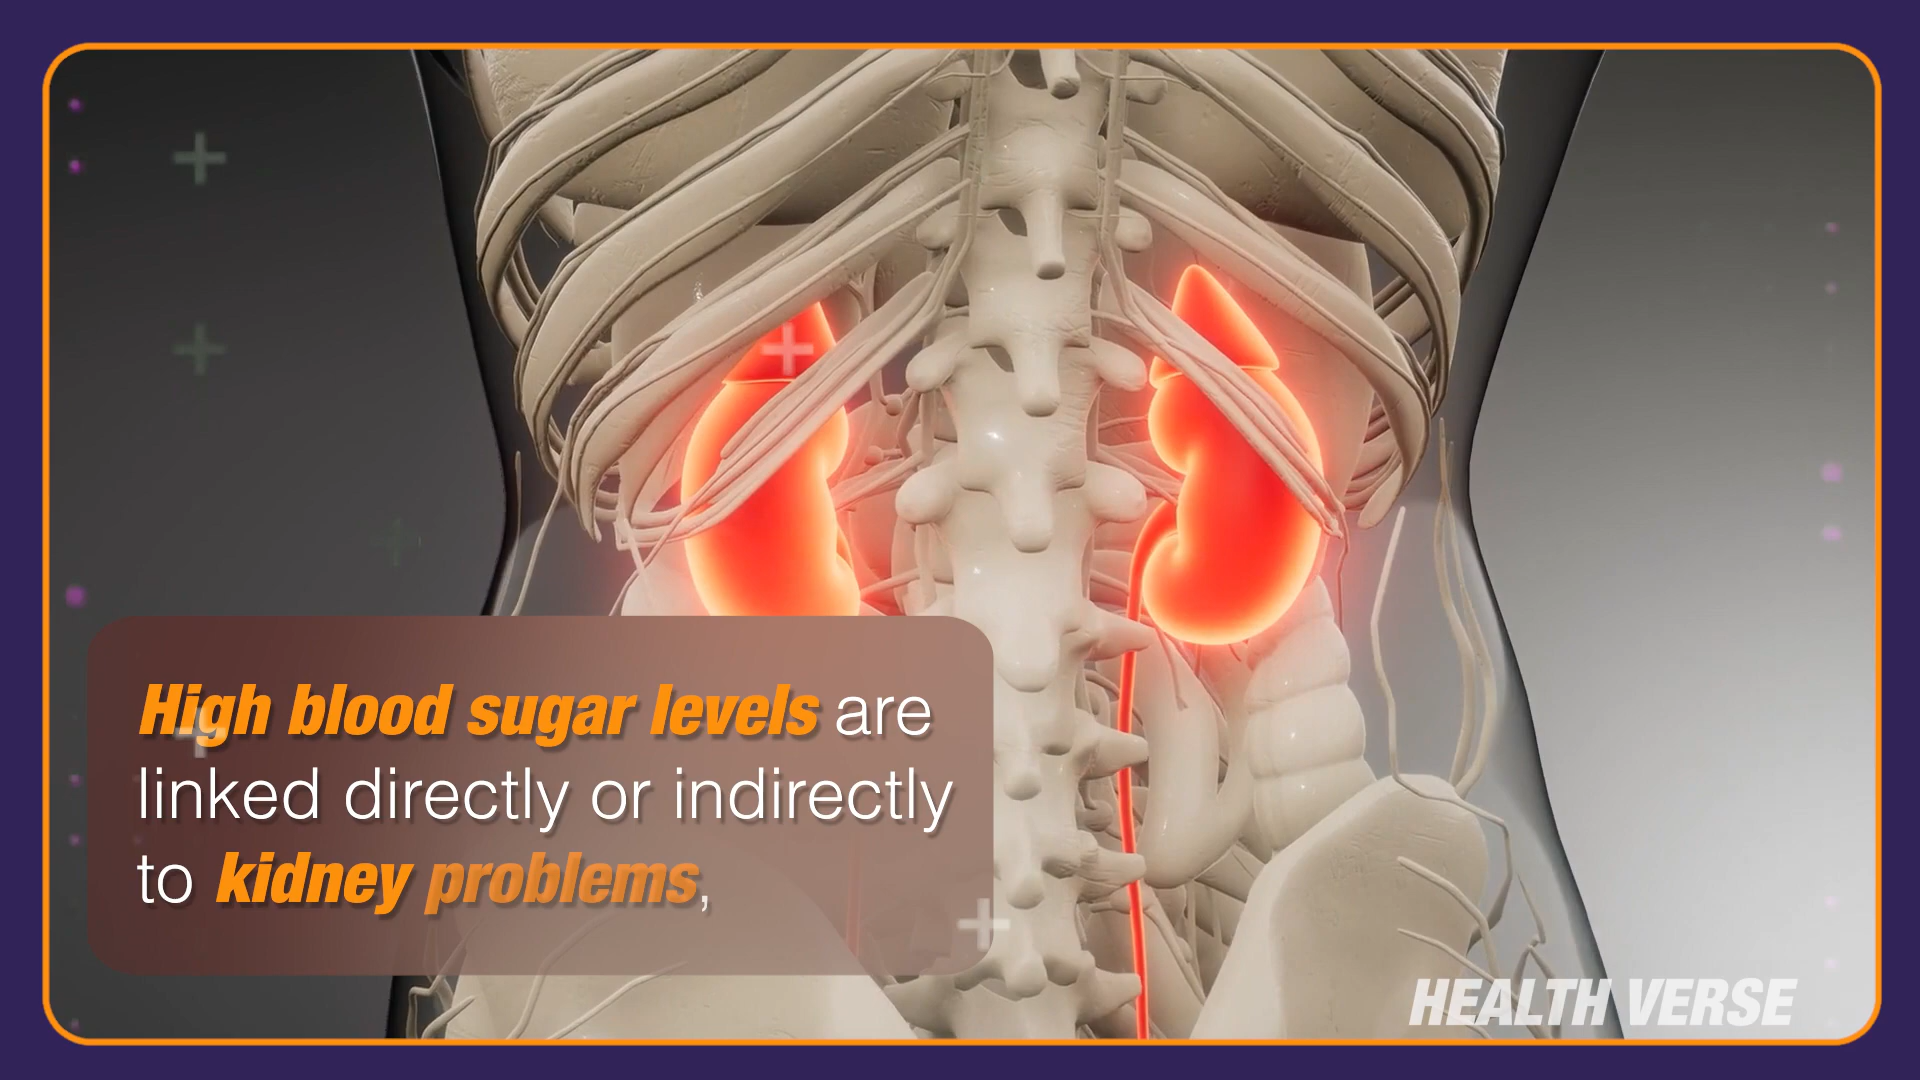 High blood sugar levels are
linked directly or indirectly
to kidney problems,
HEALTH VERSE